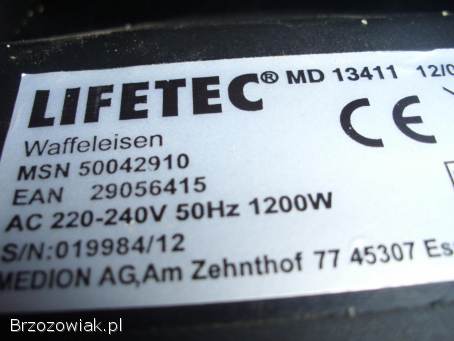 LIFETEC® MD 13411 12/0
CE
Waffeleisen
MSN 50042910
EAN 29056415
AC 220-240V 50Hz 1200W
S/N:019984/12
MEDION AG,Am Zehnthof 77 45307 Ess
Brzozowiak.pl